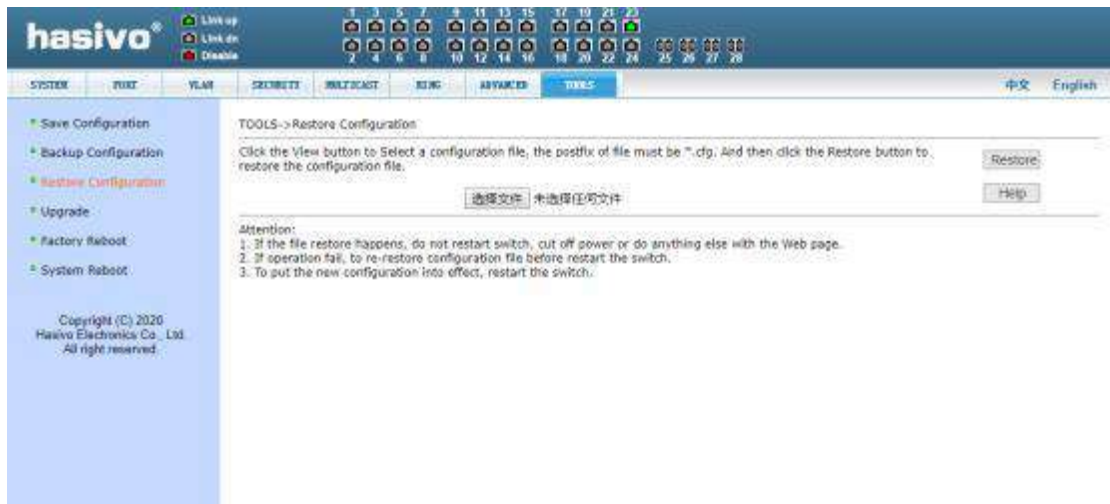 hasivo®
Link up
Link dn
Disable
1 3 5 7 9 11 13 15 17 19 21 23
2 4 6 8 10 12 14 16 18 20 22 24 25 26 27 28
SYSTEM PORT VLAN SECURITY MULTICAST RING ADVANCED TOOLS 中文 English
Save Configuration
Backup Configuration
Restore Configuration
Upgrade
Factory Reboot
System Reboot
Copyright (C) 2020
Hasivo Electronics Co., Ltd.
All right reserved.
TOOLS->Restore Configuration
Click the View button to Select a configuration file, the postfix of file must be *.cfg. And then click the Restore button to
restore the configuration file.
Restore
选择文件 未选择任何文件
Help
Attention:
1. If the file restore happens, do not restart switch, cut off power or do anything else with the Web page.
2. If operation fail, to re-restore configuration file before restart the switch.
3. To put the new configuration into effect, restart the switch.